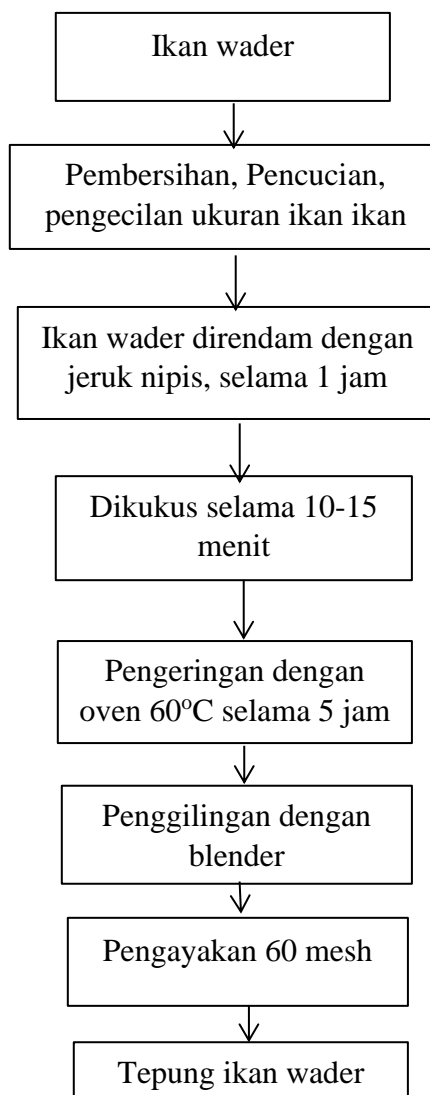 Ikan wader
Pembersihan, Pencucian,
pengecilan ukuran ikan ikan
Ikan wader direndam dengan
jeruk nipis, selama 1 jam
Dikukus selama 10-15
menit
Pengeringan dengan
oven 60°C selama 5 jam
Penggilingan dengan
blender
Pengayakan 60 mesh
Tepung ikan wader